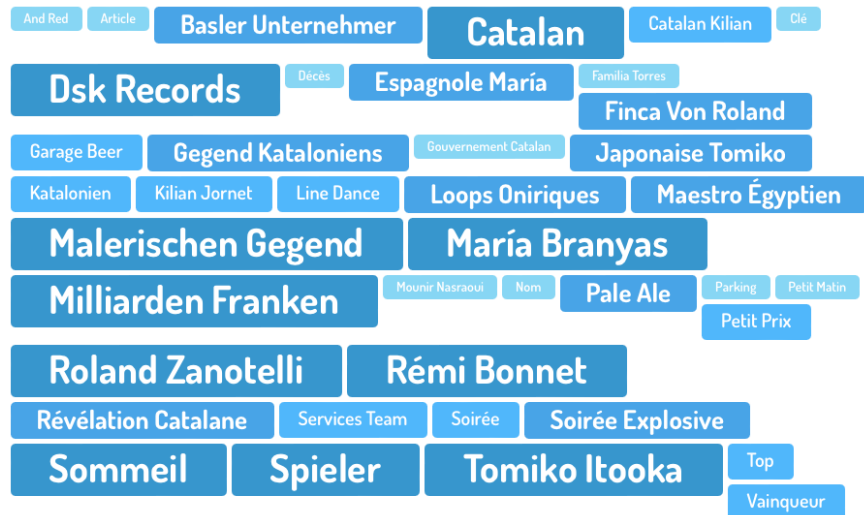 And Red Article Basler Unternehmer Catalan Catalan Kilian Clé
Dsk Records Décès Espagnole María Familia Torres
Finca Von Roland
Garage Beer Gegend Kataloniens Gouvernement Catalan Japonaise Tomiko
Katalonien Kilian Jornet Line Dance Loops Oniriques Maestro Égyptien
Malerischen Gegend María Branyas
Milliarden Franken Mounir Nasraoui Nom Pale Ale Parking Petit Matin
Petit Prix
Roland Zanotelli Rémi Bonnet
Révélation Catalane Services Team Soirée Soirée Explosive
Sommeil Spieler Tomiko Itooka Top
Vainqueur